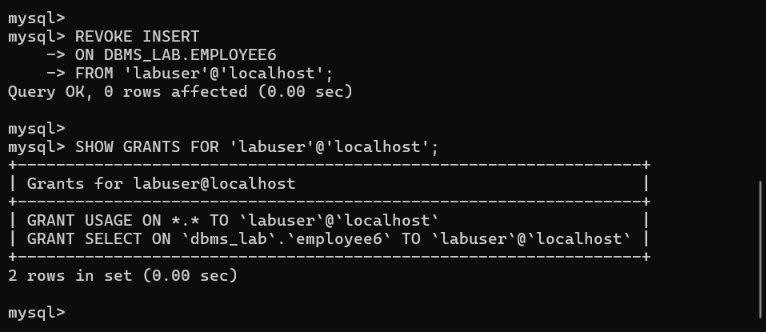 mysql>
mysql> REVOKE INSERT
    -> ON DBMS_LAB.EMPLOYEE6
    -> FROM 'labuser'@'localhost';
Query OK, 0 rows affected (0.00 sec)

mysql>
mysql> SHOW GRANTS FOR 'labuser'@'localhost';
+-------------------------------------------------------------------+
| Grants for labuser@localhost                                      |
+-------------------------------------------------------------------+
| GRANT USAGE ON *.* TO `labuser`@`localhost`                       |
| GRANT SELECT ON `dbms_lab`.`employee6` TO `labuser`@`localhost` |
+-------------------------------------------------------------------+
2 rows in set (0.00 sec)

mysql>